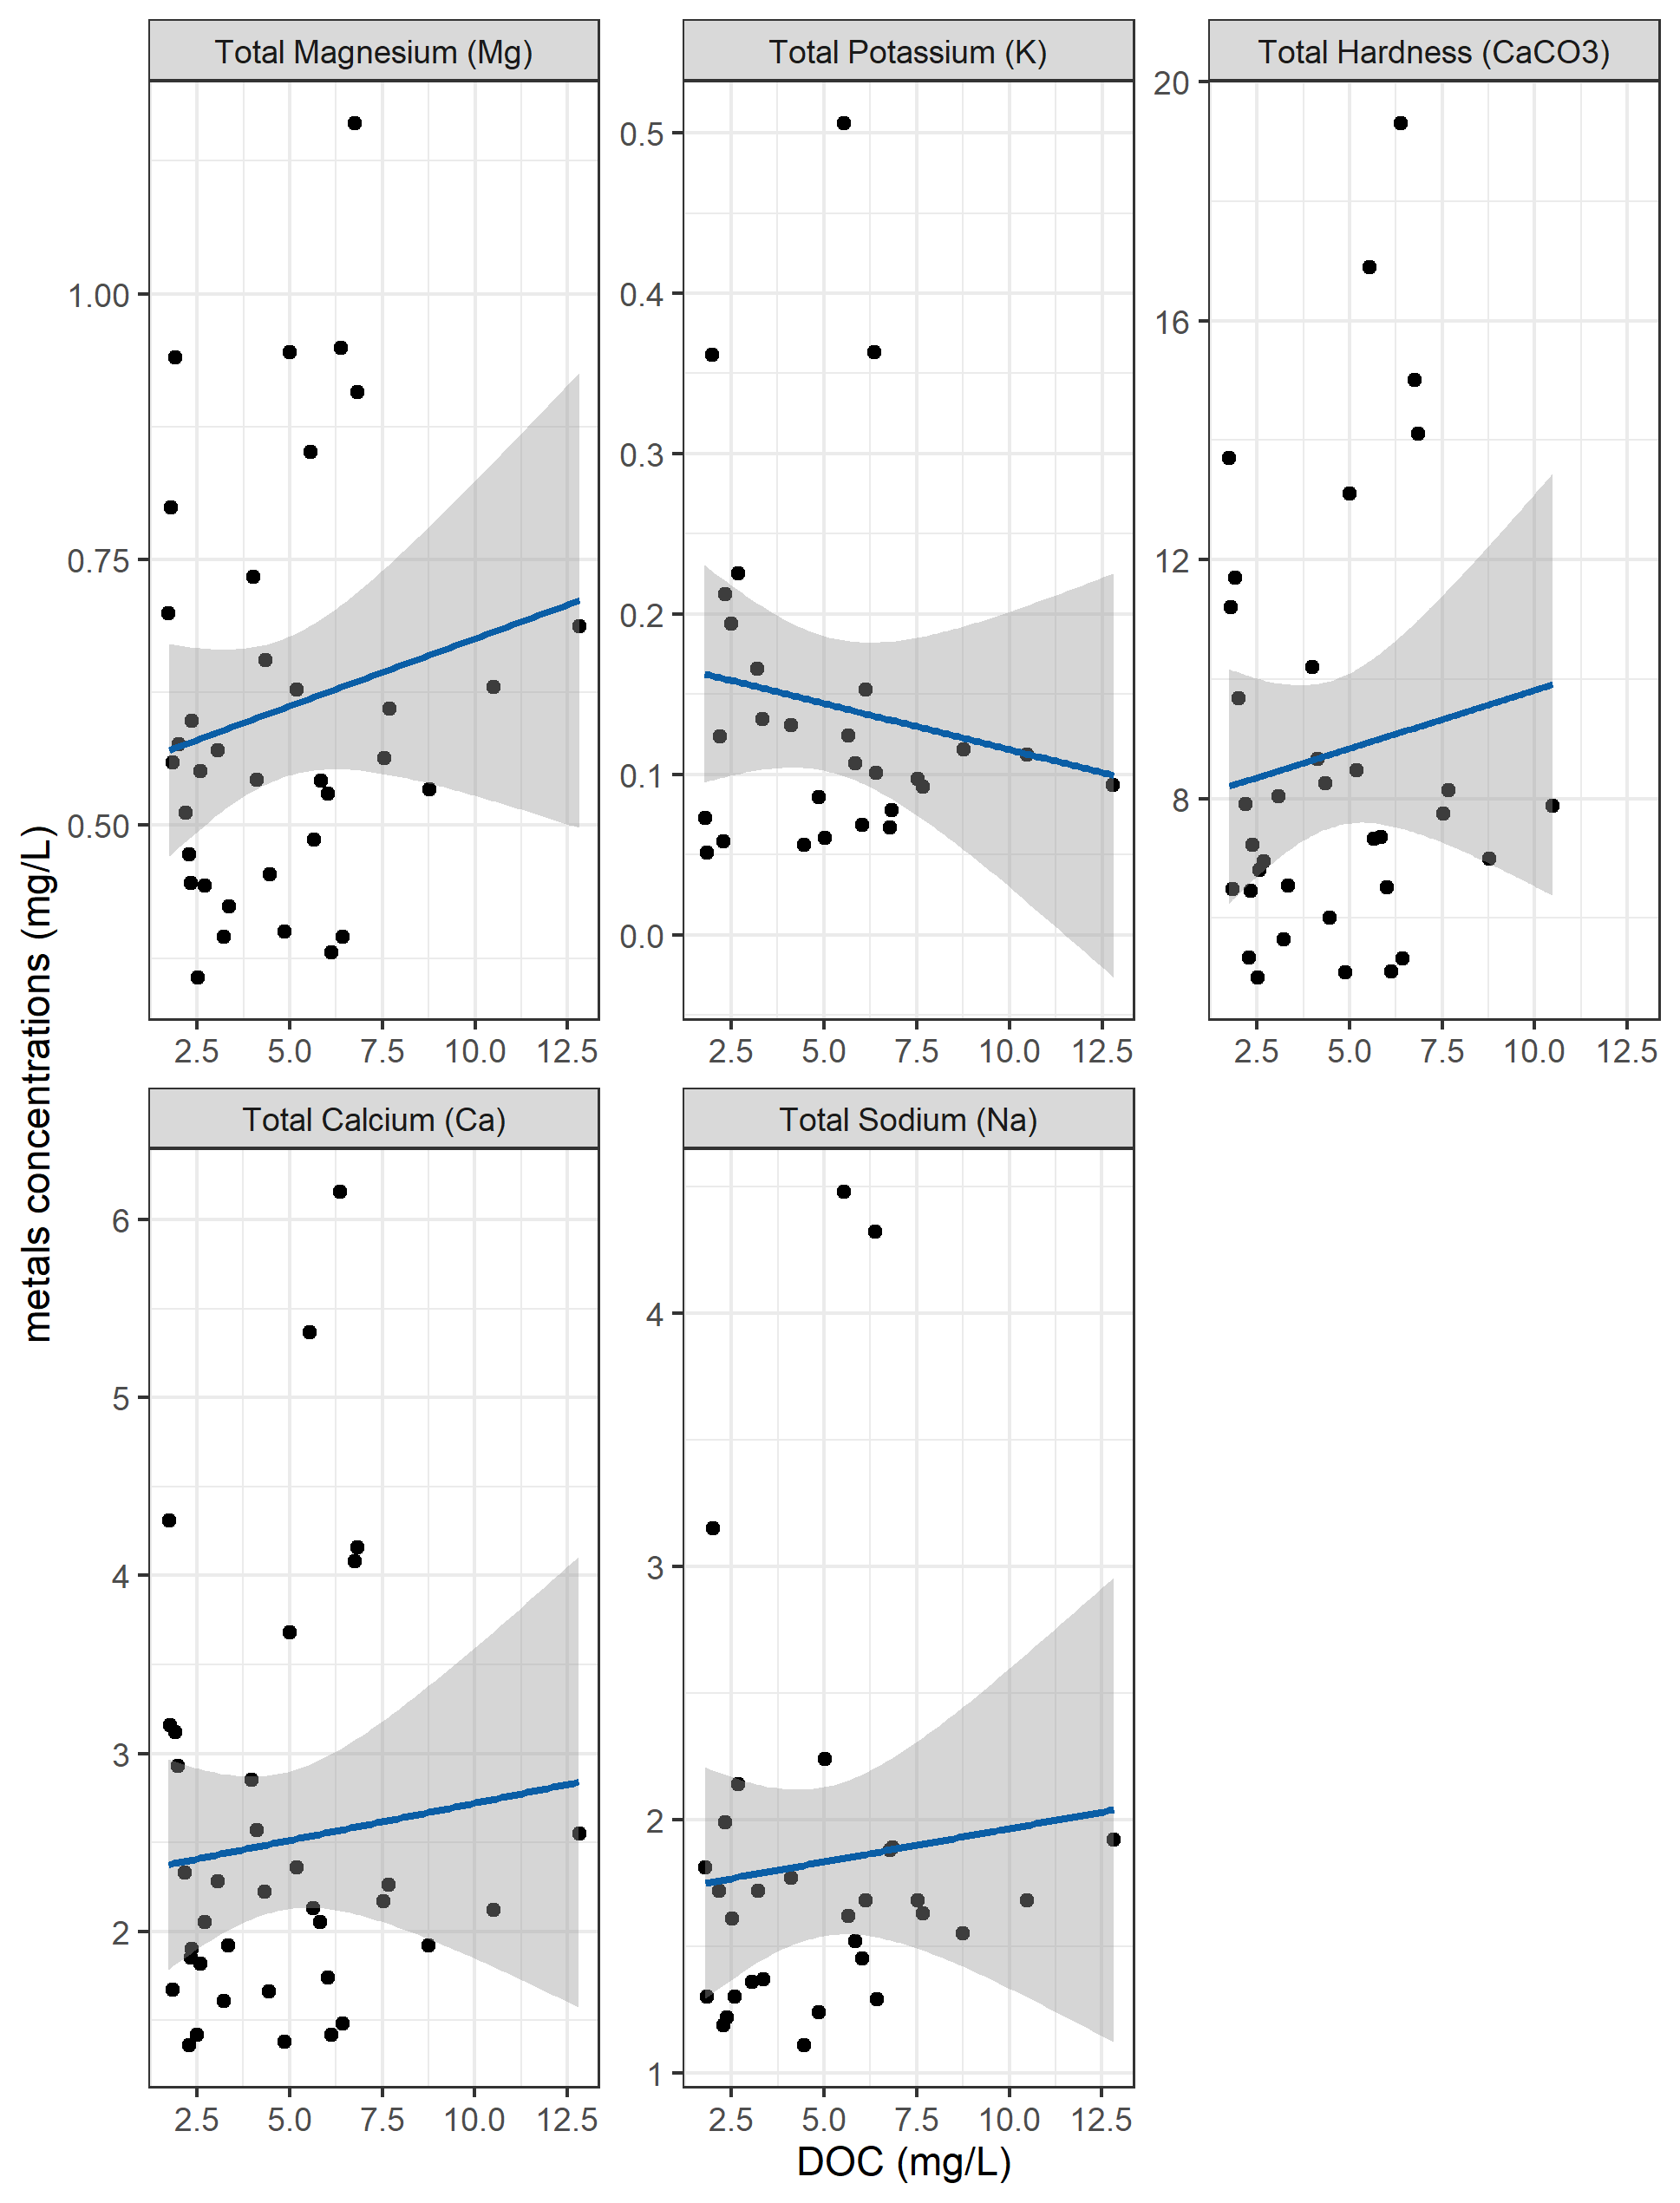 Total Magnesium (Mg)
Total Potassium (K)
Total Hardness (CaCO3)
1.00
0.75
0.50
0.5
0.4
0.3
0.2
0.1
0.0
20
16
12
8
2.5 5.0 7.5 10.0 12.5
2.5 5.0 7.5 10.0 12.5
2.5 5.0 7.5 10.0 12.5
metals concentrations (mg/L)
Total Calcium (Ca)
Total Sodium (Na)
6
5
4
3
2
4
3
2
1
2.5 5.0 7.5 10.0 12.5
2.5 5.0 7.5 10.0 12.5
DOC (mg/L)